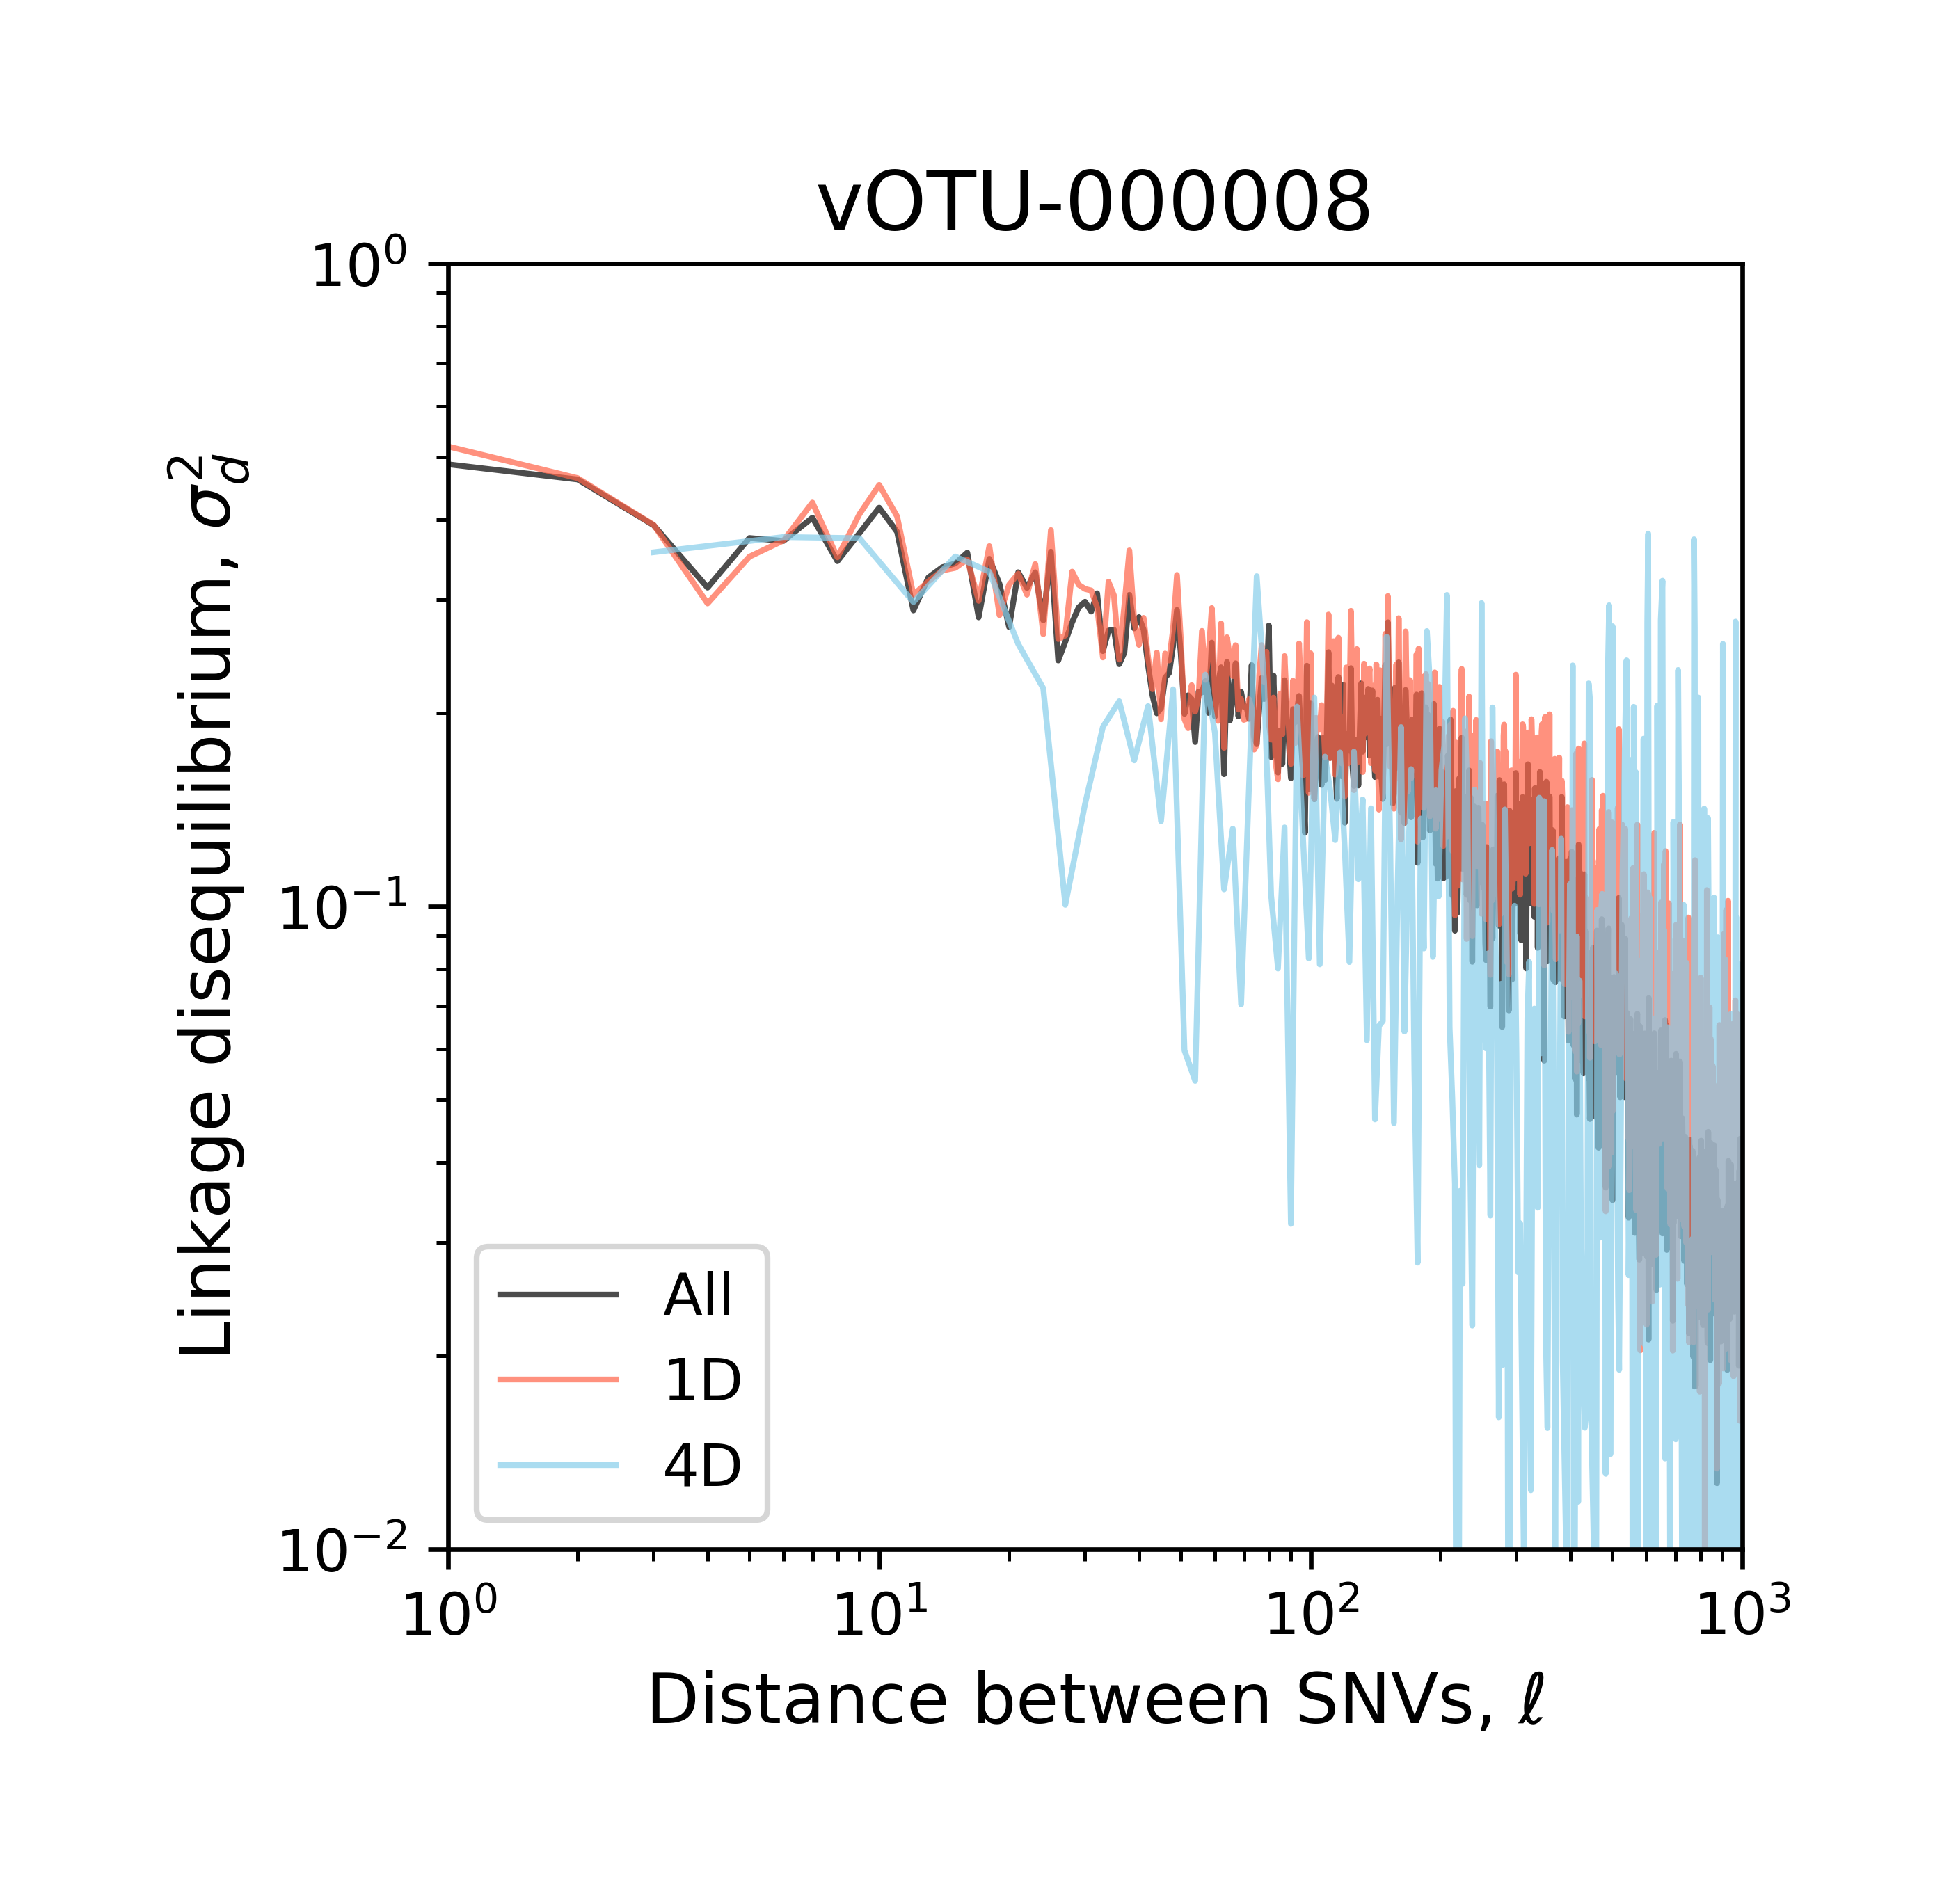 vOTU-000008
Linkage disequilibrium, σ_d^2
10^0
10^−1
10^−2
All
1D
4D
10^0 10^1 10^2 10^3
Distance between SNVs, ℓ